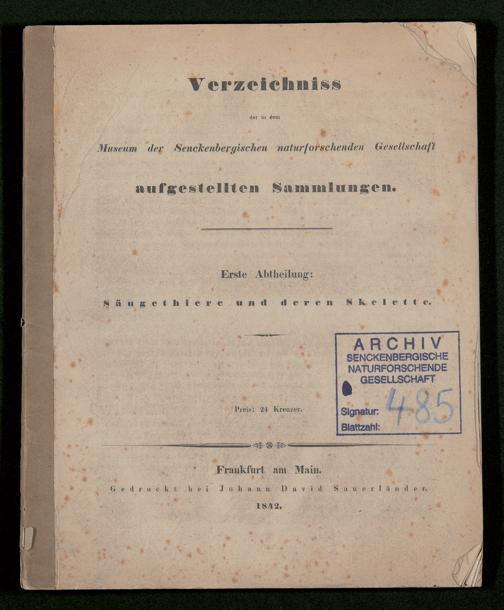 Verzeichniss
der in dem
Museum der Senckenbergischen naturforschenden Gesellschaft
aufgestellten Sammlungen.
Erste Abtheilung:
Säugethiere und deren Skelette.
ARCHIV
SENCKENBERGISCHE
NATURFORSCHENDE
GESELLSCHAFT
Signatur: 485
Blattzahl:
Preis: 24 Kreuzer.
Frankfurt am Main.
Gedruckt bei Johann David Sauerländer.
1842.